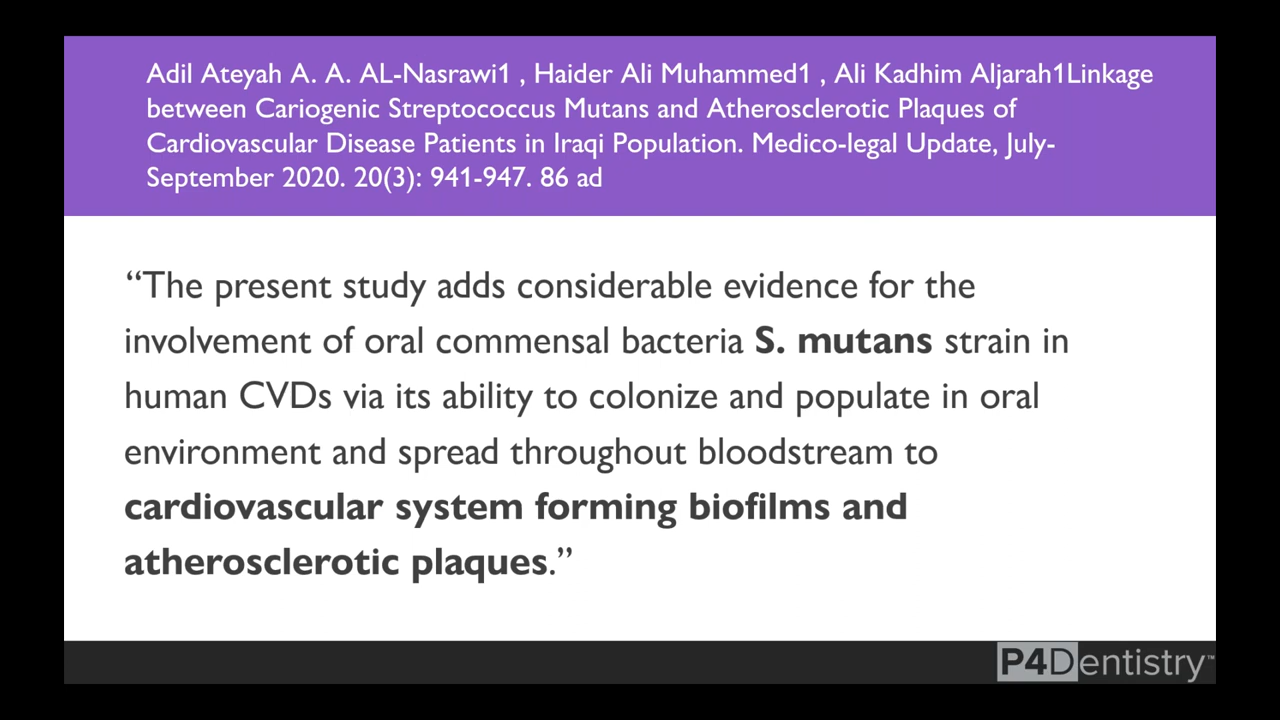 Adil Ateyah A. A. AL-Nasrawi1 , Haider Ali Muhammed1 , Ali Kadhim Aljarah1Linkage
between Cariogenic Streptococcus Mutans and Atherosclerotic Plaques of
Cardiovascular Disease Patients in Iraqi Population. Medico-legal Update, July-
September 2020. 20(3): 941-947. 86 ad
“The present study adds considerable evidence for the
involvement of oral commensal bacteria S. mutans strain in
human CVDs via its ability to colonize and populate in oral
environment and spread throughout bloodstream to
cardiovascular system forming biofilms and
atherosclerotic plaques.”
P4Dentistry™